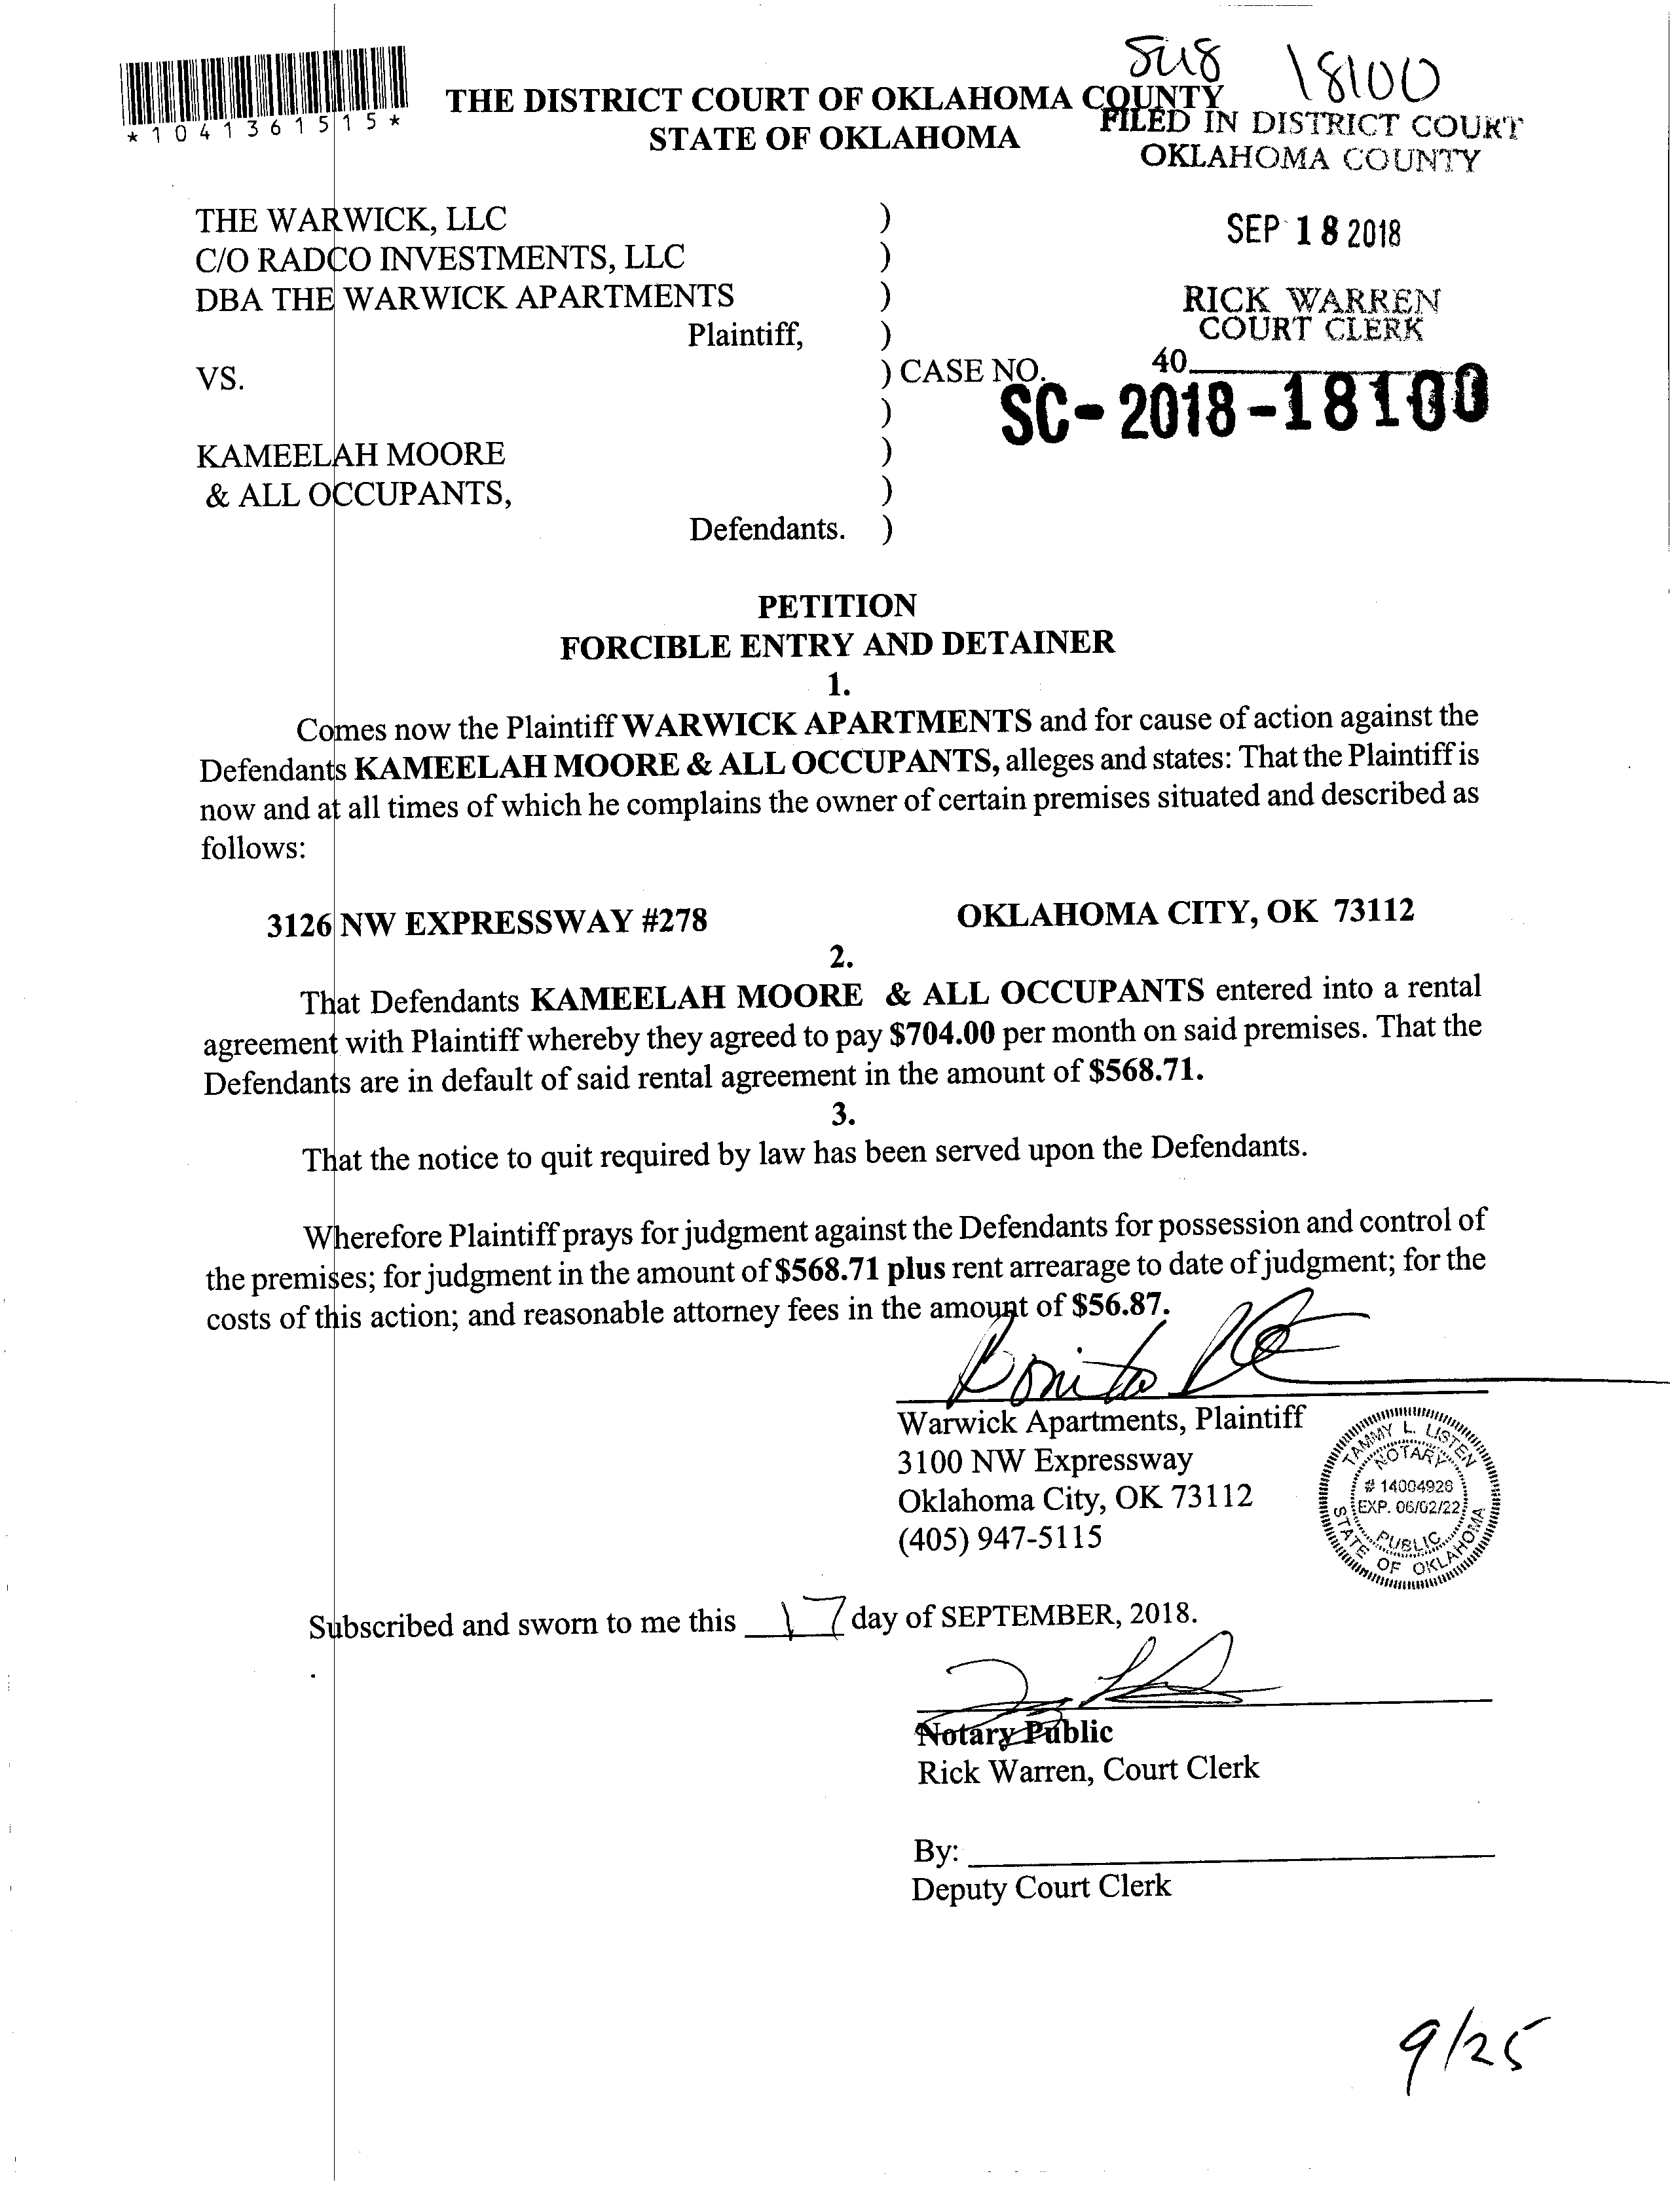 SU8 18100
*1041361515*
THE DISTRICT COURT OF OKLAHOMA COUNTY
STATE OF OKLAHOMA
FILED IN DISTRICT COURT
OKLAHOMA COUNTY
SEP 18 2018
RICK WARREN
COURT CLERK
40
THE WARWICK, LLC )
C/O RADCO INVESTMENTS, LLC )
DBA THE WARWICK APARTMENTS )
Plaintiff, )
VS. ) CASE NO. SC-2018-18100
)
KAMEELAH MOORE )
& ALL OCCUPANTS, )
Defendants. )
PETITION
FORCIBLE ENTRY AND DETAINER
1.
Comes now the Plaintiff WARWICK APARTMENTS and for cause of action against the
Defendants KAMEELAH MOORE & ALL OCCUPANTS, alleges and states: That the Plaintiff is
now and at all times of which he complains the owner of certain premises situated and described as
follows:
3126 NW EXPRESSWAY #278 OKLAHOMA CITY, OK 73112
2.
That Defendants KAMEELAH MOORE & ALL OCCUPANTS entered into a rental
agreement with Plaintiff whereby they agreed to pay $704.00 per month on said premises. That the
Defendants are in default of said rental agreement in the amount of $568.71.
3.
That the notice to quit required by law has been served upon the Defendants.
Wherefore Plaintiff prays for judgment against the Defendants for possession and control of
the premises; for judgment in the amount of $568.71 plus rent arrearage to date of judgment; for the
costs of this action; and reasonable attorney fees in the amount of $56.87.
Warwick Apartments, Plaintiff
3100 NW Expressway
Oklahoma City, OK 73112
(405) 947-5115
TAMMY L. LISTEN
NOTARY
# 14004926
EXP. 06/02/22
PUBLIC
STATE OF OKLAHOMA
Subscribed and sworn to me this 17 day of SEPTEMBER, 2018.
Notary Public
Rick Warren, Court Clerk
By:
Deputy Court Clerk
9/25